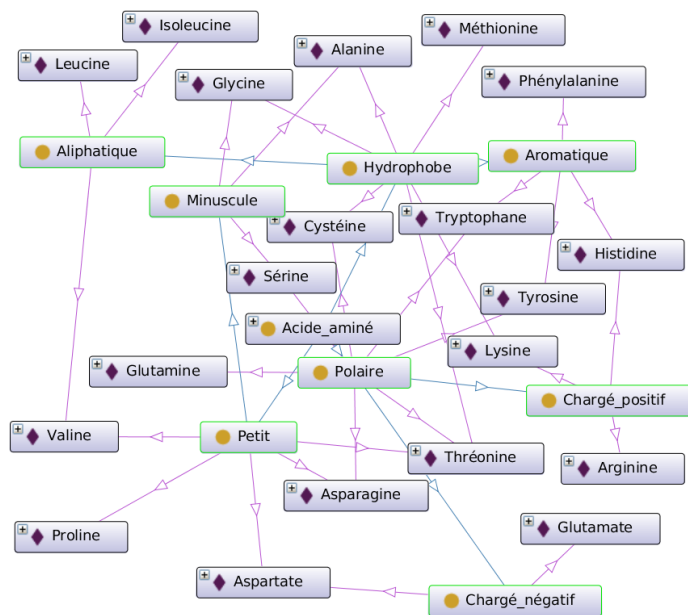 Isoleucine
Méthionine
Leucine
Alanine
Glycine
Phénylalanine
Aliphatique
Hydrophobe
Aromatique
Minuscule
Cystéine
Tryptophane
Histidine
Sérine
Tyrosine
Acide_aminé
Lysine
Glutamine
Polaire
Chargé_positif
Valine
Petit
Thréonine
Arginine
Asparagine
Proline
Glutamate
Aspartate
Chargé_négatif